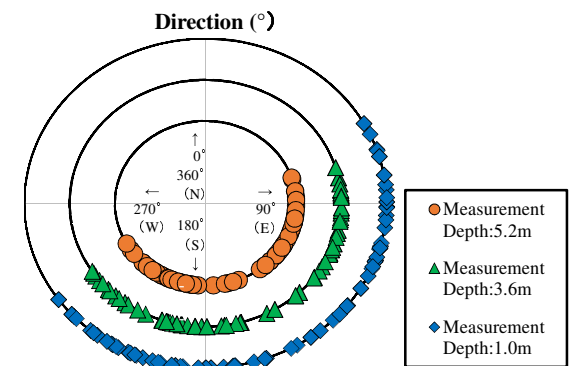 Direction (°)
↑
0°
360°
(N)
←
→
270°
(W)
90°
(E)
180°
(S)
↓
Measurement
Depth:5.2m
Measurement
Depth:3.6m
Measurement
Depth:1.0m